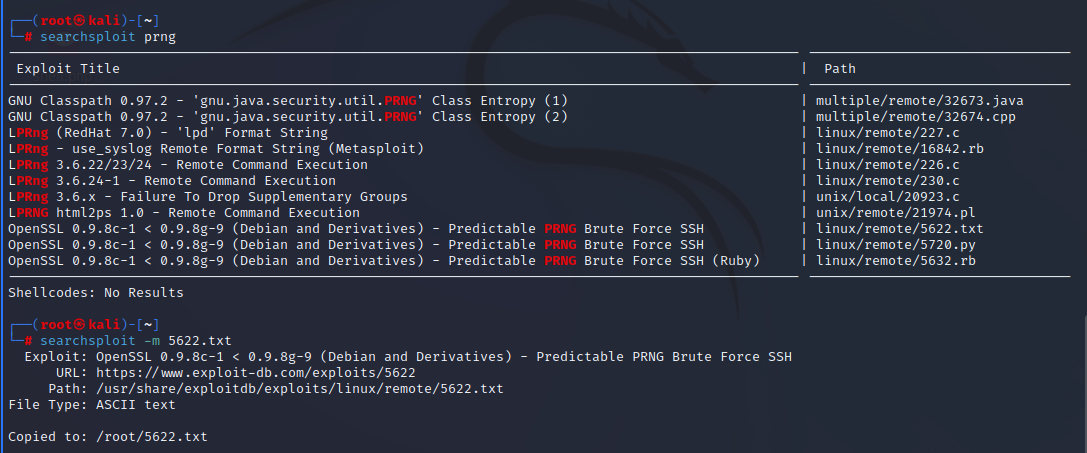 ┌──(root㉿kali)-[~]
└─# searchsploit prng
Exploit Title | Path
GNU Classpath 0.97.2 - 'gnu.java.security.util.PRNG' Class Entropy (1) | multiple/remote/32673.java
GNU Classpath 0.97.2 - 'gnu.java.security.util.PRNG' Class Entropy (2) | multiple/remote/32674.cpp
LPRng (RedHat 7.0) - 'lpd' Format String | linux/remote/227.c
LPRng - use_syslog Remote Format String (Metasploit) | linux/remote/16842.rb
LPRng 3.6.22/23/24 - Remote Command Execution | linux/remote/226.c
LPRng 3.6.24-1 - Remote Command Execution | linux/remote/230.c
LPRng 3.6.x - Failure To Drop Supplementary Groups | unix/local/20923.c
LPRNG html2ps 1.0 - Remote Command Execution | unix/remote/21974.pl
OpenSSL 0.9.8c-1 < 0.9.8g-9 (Debian and Derivatives) - Predictable PRNG Brute Force SSH | linux/remote/5622.txt
OpenSSL 0.9.8c-1 < 0.9.8g-9 (Debian and Derivatives) - Predictable PRNG Brute Force SSH | linux/remote/5720.py
OpenSSL 0.9.8c-1 < 0.9.8g-9 (Debian and Derivatives) - Predictable PRNG Brute Force SSH (Ruby) | linux/remote/5632.rb
Shellcodes: No Results
┌──(root㉿kali)-[~]
└─# searchsploit -m 5622.txt
Exploit: OpenSSL 0.9.8c-1 < 0.9.8g-9 (Debian and Derivatives) - Predictable PRNG Brute Force SSH
URL: https://www.exploit-db.com/exploits/5622
Path: /usr/share/exploitdb/exploits/linux/remote/5622.txt
File Type: ASCII text
Copied to: /root/5622.txt